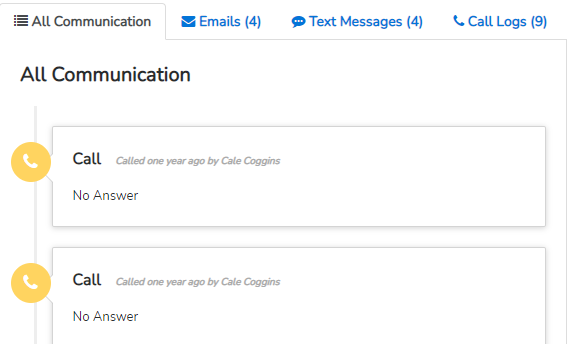 All Communication Emails (4) Text Messages (4) Call Logs (9)
All Communication
Call Called one year ago by Cale Coggins
No Answer
Call Called one year ago by Cale Coggins
No Answer